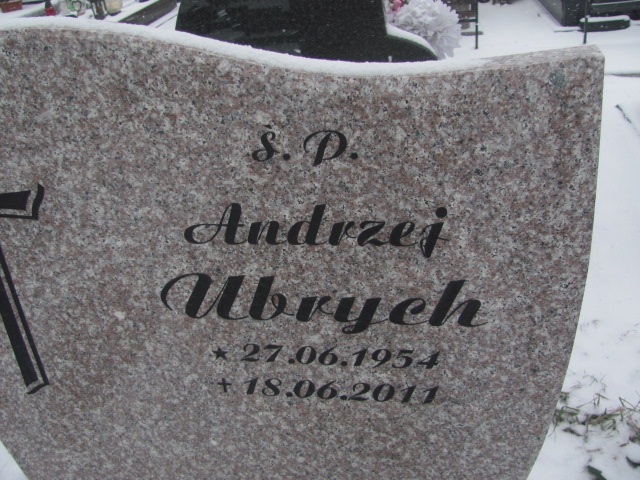 Ś. P.
Andrzej
Ubrych
★ 27.06.1954
+ 18.06.2011